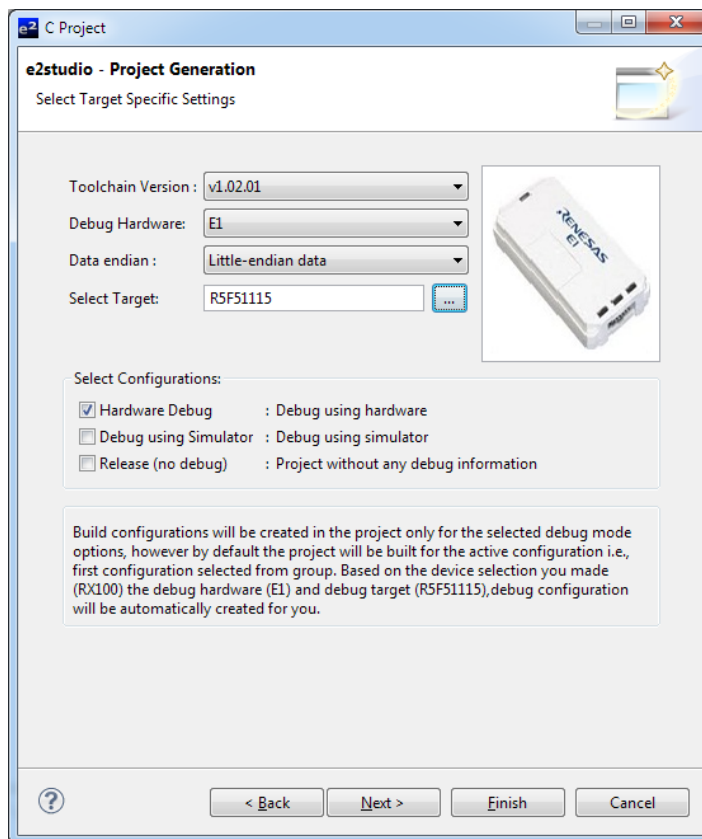 e² C Project
e2studio - Project Generation
Select Target Specific Settings
Toolchain Version : v1.02.01
Debug Hardware: E1
Data endian : Little-endian data
Select Target: R5F51115 ...
RENESAS
E1
Select Configurations:
Hardware Debug : Debug using hardware
Debug using Simulator : Debug using simulator
Release (no debug) : Project without any debug information
Build configurations will be created in the project only for the selected debug mode
options, however by default the project will be built for the active configuration i.e.,
first configuration selected from group. Based on the device selection you made
(RX100) the debug hardware (E1) and debug target (R5F51115),debug configuration
will be automatically created for you.
? < Back Next > Finish Cancel